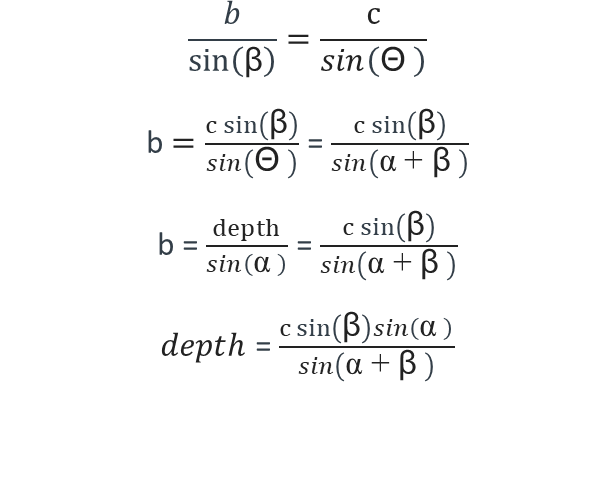 b/sin(β) = c/sin(Θ )
b = c sin(β)/sin(Θ ) = c sin(β)/sin(α + β )
b = depth/sin(α ) = c sin(β)/sin(α + β )
depth = c sin(β)sin(α )/sin(α + β )